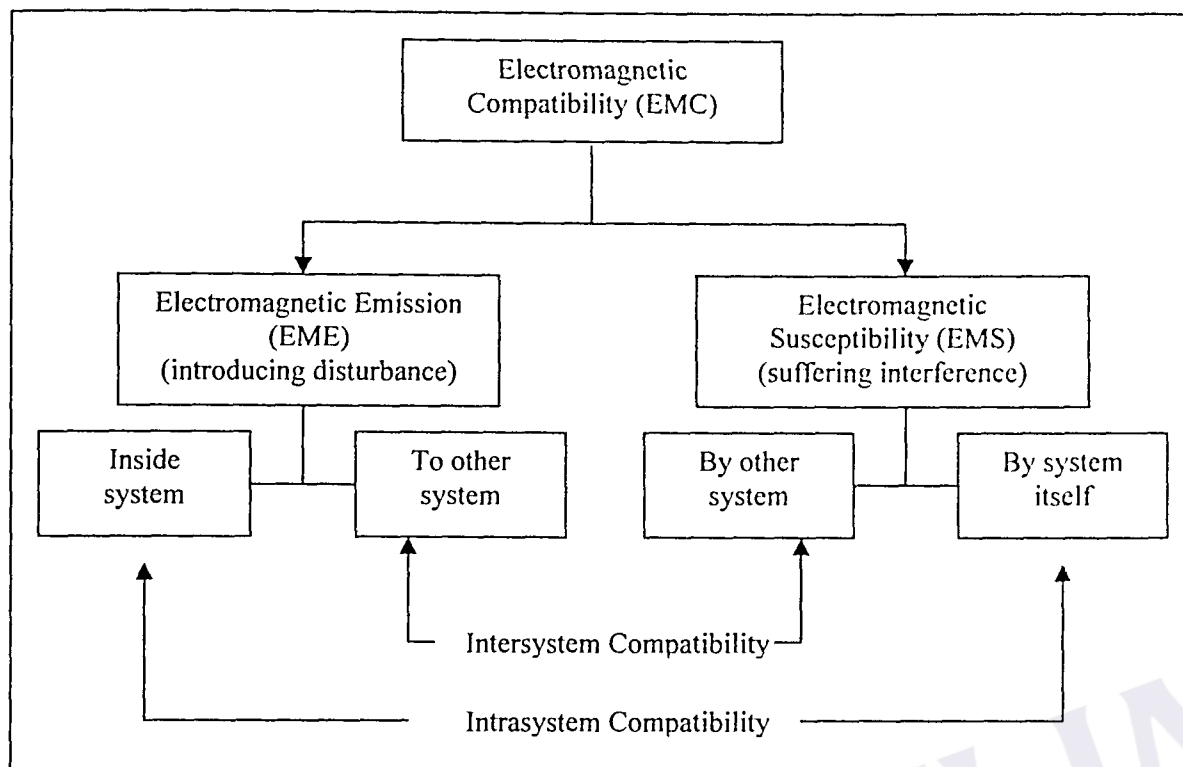 Electromagnetic
Compatibility (EMC)
Electromagnetic Emission
(EME)
(introducing disturbance)
Electromagnetic
Susceptibility (EMS)
(suffering interference)
Inside
system
To other
system
By other
system
By system
itself
Intersystem Compatibility
Intrasystem Compatibility